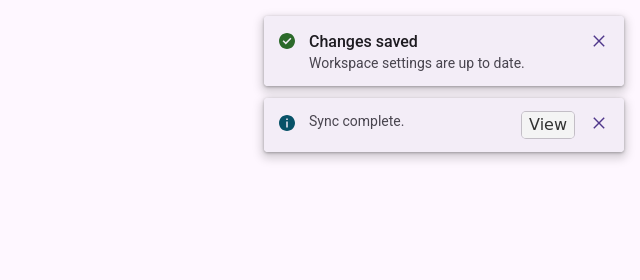 Changes saved
Workspace settings are up to date.
Sync complete.
View